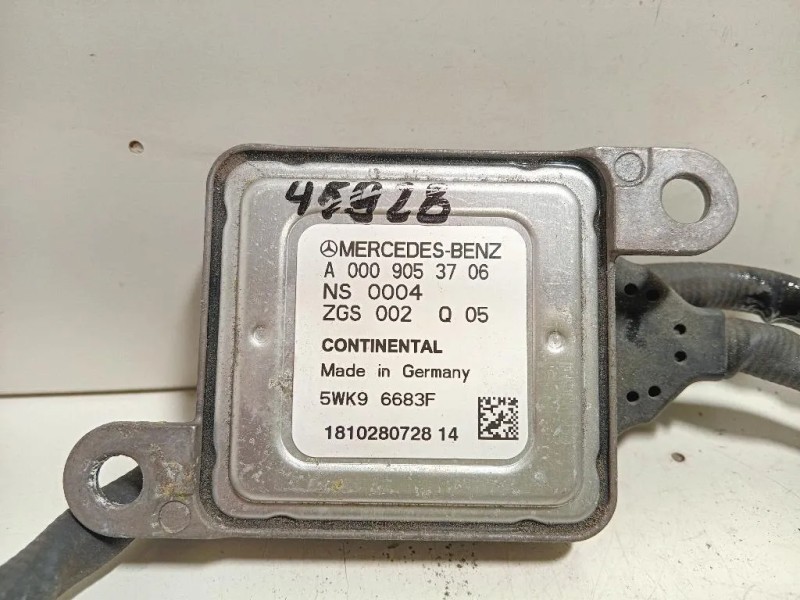 MERCEDES-BENZ
A 000 905 37 06
NS 0004
ZGS 002 Q 05
CONTINENTAL
Made in Germany
5WK9 6683F
1810280728 14